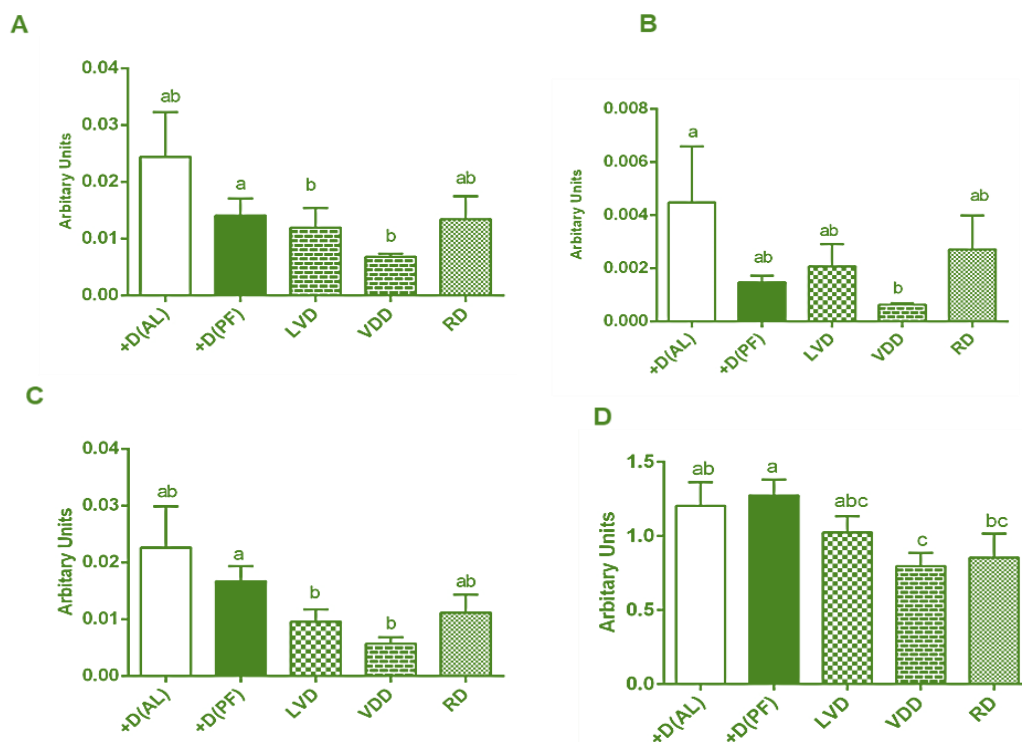 A
Arbitary Units
0.04
0.03
0.02
0.01
0.00
ab
a
b
b
ab
+D(AL)
+D(PF)
LVD
VDD
RD
B
Arbitary Units
0.008
0.006
0.004
0.002
0.000
a
ab
ab
b
ab
+D(AL)
+D(PF)
LVD
VDD
RD
C
Arbitary Units
0.04
0.03
0.02
0.01
0.00
ab
a
b
b
ab
+D(AL)
+D(PF)
LVD
VDD
RD
D
Arbitary Units
1.5
1.0
0.5
0.0
ab
a
abc
c
bc
+D(AL)
+D(PF)
LVD
VDD
RD